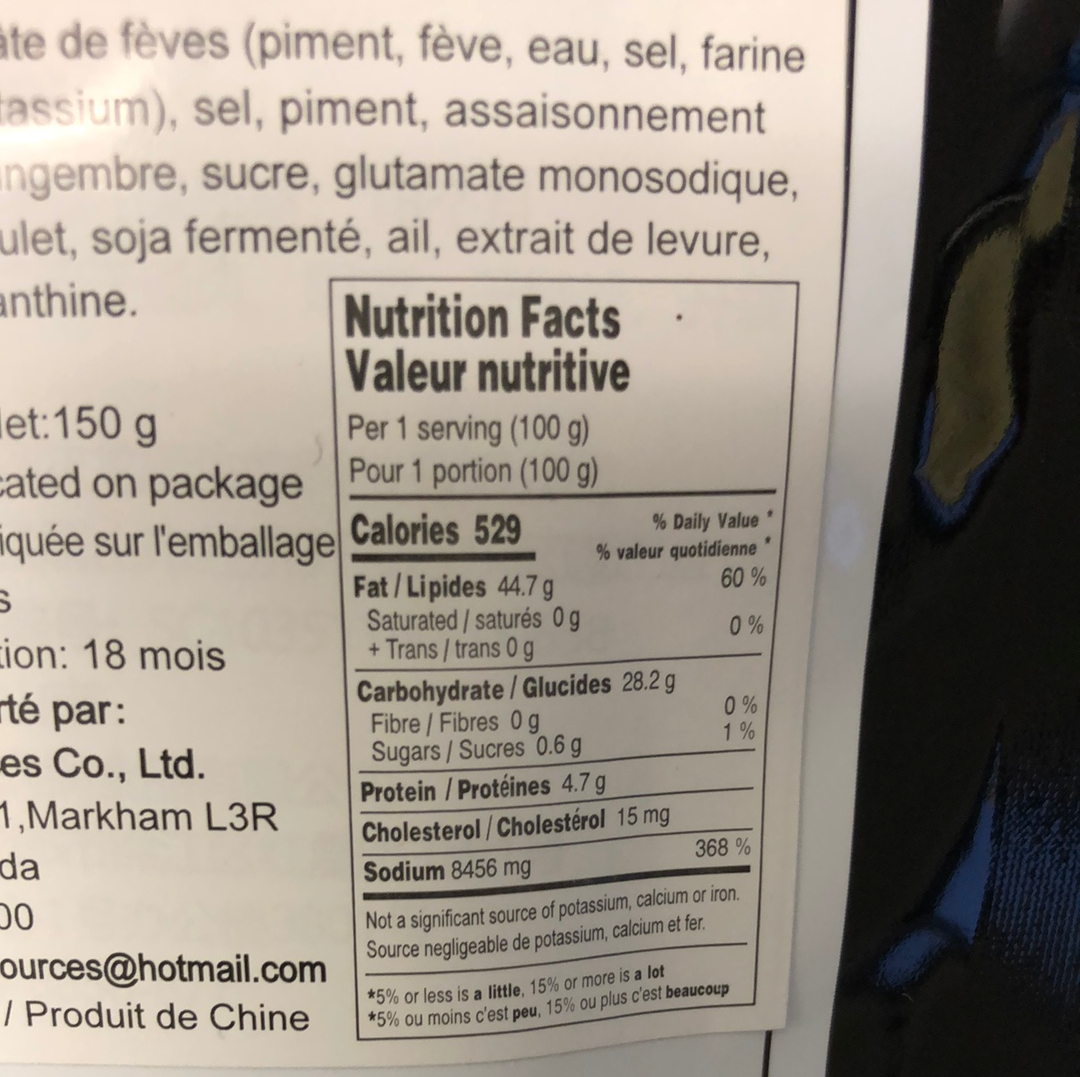 âte de fèves (piment, fève, eau, sel, farine
tassium), sel, piment, assaisonnement
ngembre, sucre, glutamate monosodique,
ulet, soja fermenté, ail, extrait de levure,
anthine.
Net:150 g
cated on package
iquée sur l'emballage
s
tion: 18 mois
rté par:
es Co., Ltd.
1,Markham L3R
da
00
ources@hotmail.com
/ Produit de Chine
Nutrition Facts
Valeur nutritive
Per 1 serving (100 g)
Pour 1 portion (100 g)
Calories 529
% Daily Value *
% valeur quotidienne *
Fat / Lipides 44.7 g 60 %
Saturated / saturés 0 g
+ Trans / trans 0 g 0 %
Carbohydrate / Glucides 28.2 g
Fibre / Fibres 0 g 0 %
Sugars / Sucres 0.6 g 1 %
Protein / Protéines 4.7 g
Cholesterol / Cholestérol 15 mg
Sodium 8456 mg 368 %
Not a significant source of potassium, calcium or iron.
Source negligeable de potassium, calcium et fer.
*5% or less is a little, 15% or more is a lot
*5% ou moins c'est peu, 15% ou plus c'est beaucoup